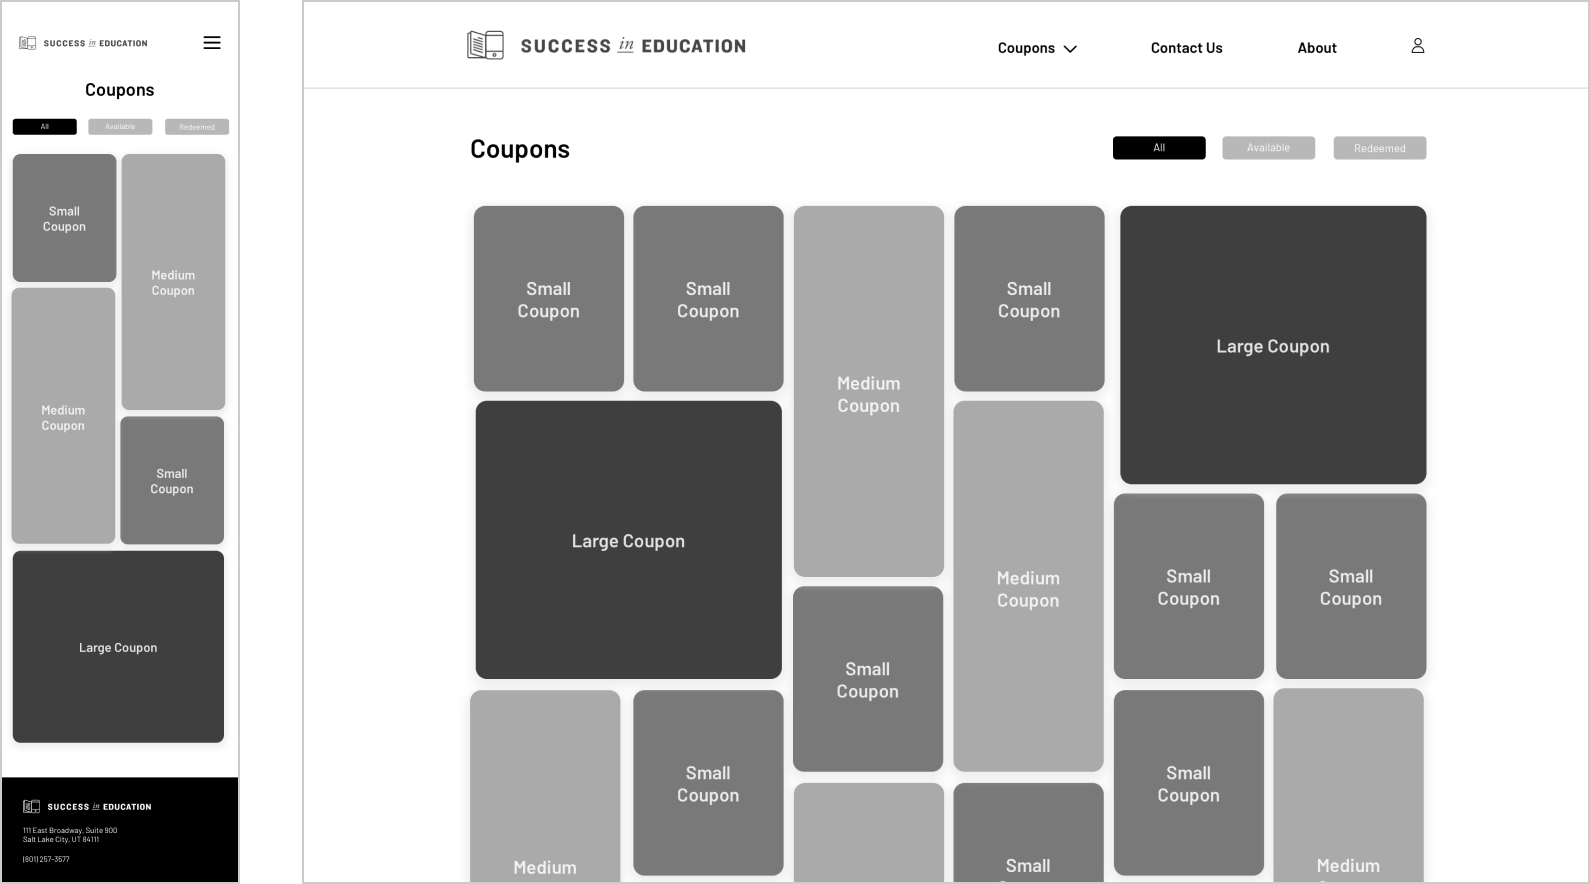 SUCCESS in EDUCATION
Coupons
All
Available
Redeemed
Small
Coupon
Medium
Coupon
Medium
Coupon
Small
Coupon
Large Coupon
SUCCESS in EDUCATION
111 East Broadway, Suite 900
Salt Lake City, UT 84111
(801) 257-3577
SUCCESS in EDUCATION
Coupons
Contact Us
About
Coupons
All
Available
Redeemed
Small
Coupon
Small
Coupon
Medium
Coupon
Small
Coupon
Large Coupon
Large Coupon
Medium
Coupon
Small
Coupon
Small
Coupon
Small
Coupon
Medium
Small
Coupon
Small
Small
Coupon
Medium